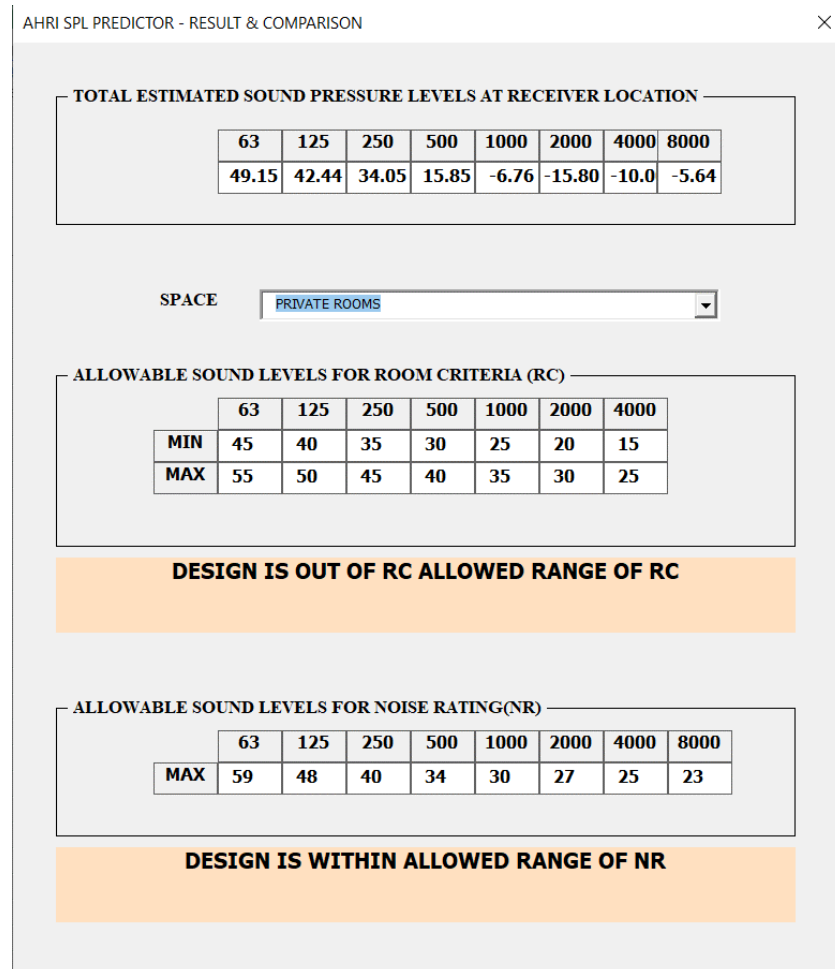 AHRI SPL PREDICTOR - RESULT & COMPARISON
TOTAL ESTIMATED SOUND PRESSURE LEVELS AT RECEIVER LOCATION
63 125 250 500 1000 2000 4000 8000
49.15 42.44 34.05 15.85 -6.76 -15.80 -10.0 -5.64
SPACE PRIVATE ROOMS
ALLOWABLE SOUND LEVELS FOR ROOM CRITERIA (RC)
63 125 250 500 1000 2000 4000
MIN 45 40 35 30 25 20 15
MAX 55 50 45 40 35 30 25
DESIGN IS OUT OF RC ALLOWED RANGE OF RC
ALLOWABLE SOUND LEVELS FOR NOISE RATING(NR)
63 125 250 500 1000 2000 4000 8000
MAX 59 48 40 34 30 27 25 23
DESIGN IS WITHIN ALLOWED RANGE OF NR